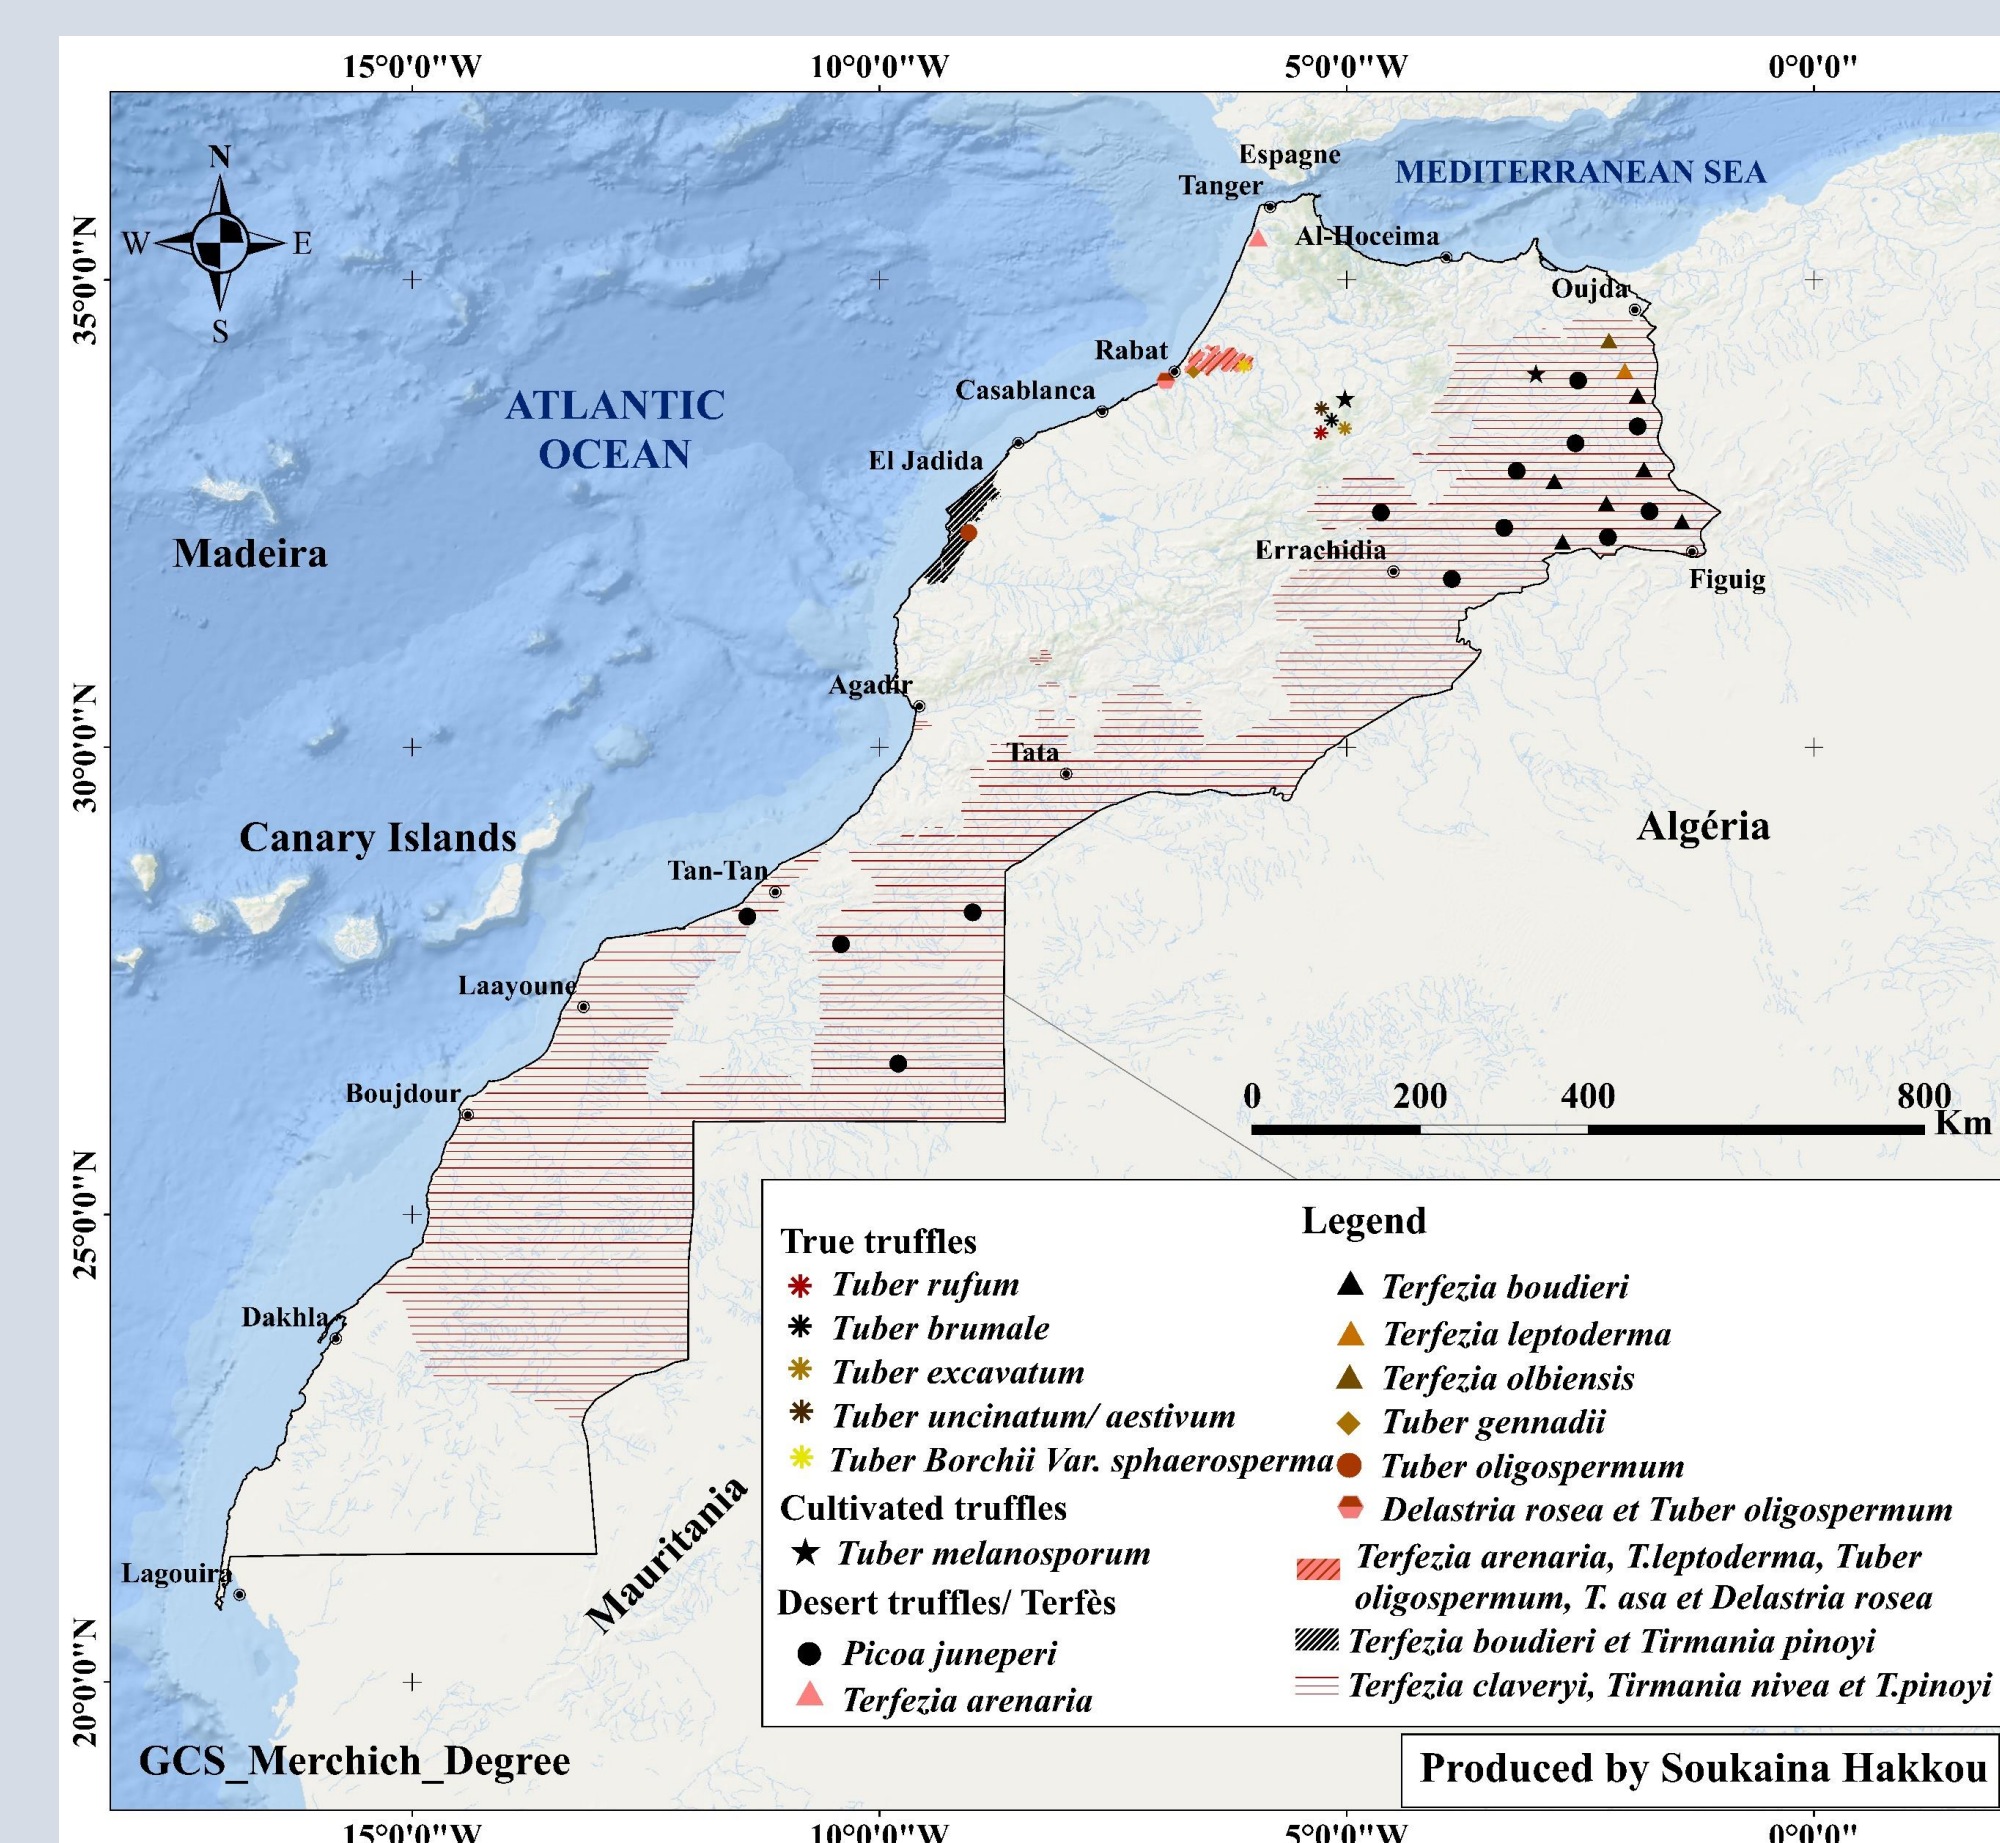 15°0'0"W 10°0'0"W 5°0'0"W 0°0'0"
N
W E
S
35°0'0"N
30°0'0"N
25°0'0"N
20°0'0"N
Espagne
Tanger
MEDITERRANEAN SEA
Al-Hoceima
Oujda
Rabat
Casablanca
ATLANTIC
OCEAN
El Jadida
Madeira
Errachidia
Figuig
Agadir
Tata
Canary Islands
Algéria
Tan-Tan
Laayoune
Boujdour
0 200 400 800
Km
Dakhla
Lagouira
Mauritania
Legend
True truffles
Tuber rufum
Tuber brumale
Tuber excavatum
Tuber uncinatum/ aestivum
Tuber Borchii Var. sphaerosperma
Cultivated truffles
Tuber melanosporum
Desert truffles/ Terfès
Picoa juneperi
Terfezia arenaria
Terfezia boudieri
Terfezia leptoderma
Terfezia olbiensis
Tuber gennadii
Tuber oligospermum
Delastria rosea et Tuber oligospermum
Terfezia arenaria, T.leptoderma, Tuber
oligospermum, T. asa et Delastria rosea
Terfezia boudieri et Tirmania pinoyi
Terfezia claveryi, Tirmania nivea et T.pinoyi
GCS_Merchich_Degree
Produced by Soukaina Hakkou
15°0'0"W 10°0'0"W 5°0'0"W 0°0'0"